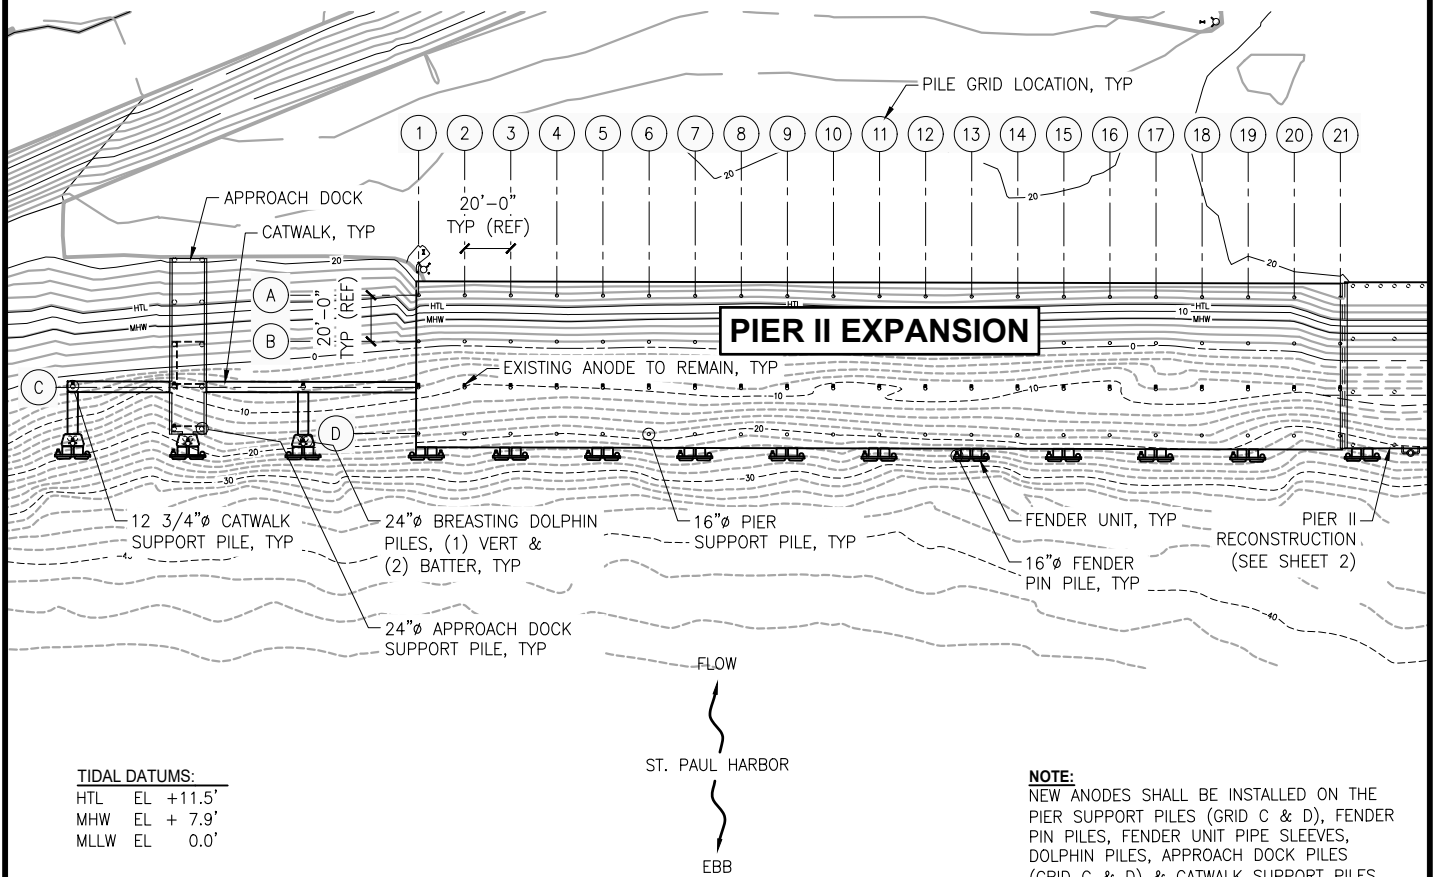 PILE GRID LOCATION, TYP
1 2 3 4 5 6 7 8 9 10 11 12 13 14 15 16 17 18 19 20 21
20
20
APPROACH DOCK
20'-0"
TYP (REF)
CATWALK, TYP
20
20
A
20'-0"
TYP (REF)
HTL
HTL
HTL
HTL
10
MHW
MHW
MHW
PIER II EXPANSION
B
0
0
EXISTING ANODE TO REMAIN, TYP
C
-10
-10
-10
D
-20
-20
-30
-30
12 3/4"ø CATWALK
SUPPORT PILE, TYP
24"ø BREASTING DOLPHIN
PILES, (1) VERT &
(2) BATTER, TYP
16"ø PIER
SUPPORT PILE, TYP
FENDER UNIT, TYP
16"ø FENDER
PIN PILE, TYP
PIER II
RECONSTRUCTION
(SEE SHEET 2)
-40
24"ø APPROACH DOCK
SUPPORT PILE, TYP
FLOW
ST. PAUL HARBOR
EBB
TIDAL DATUMS:
HTL EL +11.5'
MHW EL + 7.9'
MLLW EL 0.0'
NOTE:
NEW ANODES SHALL BE INSTALLED ON THE
PIER SUPPORT PILES (GRID C & D), FENDER
PIN PILES, FENDER UNIT PIPE SLEEVES,
DOLPHIN PILES, APPROACH DOCK PILES
(GRID C & D) & CATWALK SUPPORT PILES